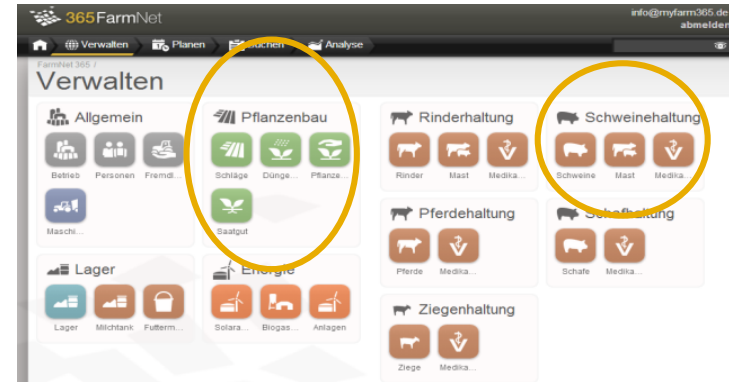 365FarmNet
info@myfarm365.de
abmelden
Verwalten
Planen
Buchen
Analyse
FarmNet 365 /
Verwalten
Allgemein
Betrieb Personen Fremdl...
Maschi...
Pflanzenbau
Schläge Dünge... Pflanze...
Saatgut
Rinderhaltung
Rinder Mast Medika...
Schweinehaltung
Schweine Mast Medika...
Pferdehaltung
Pferde Medika...
Schafhaltung
Schafe Medika...
Lager
Lager Milchtank Futterm...
Energie
Solara... Biogas... Anlagen
Ziegenhaltung
Ziege Medika...